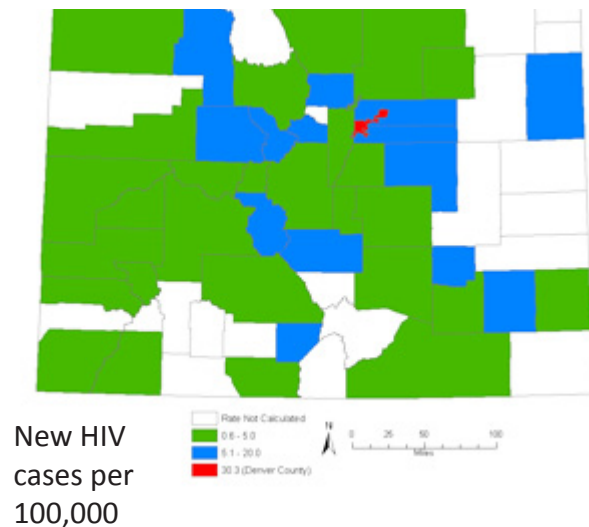 Rate Not Calculated
0.6 - 5.0
5.1 - 20.0
30.3 (Denver County)
N
0 25 50 100
Miles
New HIV
cases per
100,000